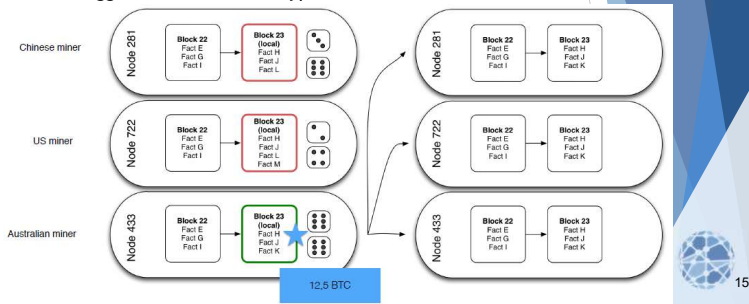 Chinese miner
Node 281
Block 22
Fact E
Fact G
Fact I
Block 23
(local)
Fact H
Fact J
Fact L
Node 281
Block 22
Fact E
Fact G
Fact I
Block 23
Fact H
Fact J
Fact K
US miner
Node 722
Block 22
Fact E
Fact G
Fact I
Block 23
(local)
Fact H
Fact J
Fact L
Fact M
Node 722
Block 22
Fact E
Fact G
Fact I
Block 23
Fact H
Fact J
Fact K
Australian miner
Node 433
Block 22
Fact E
Fact G
Fact I
Block 23
(local)
Fact H
Fact J
Fact K
Node 433
Block 22
Fact E
Fact G
Fact I
Block 23
Fact H
Fact J
Fact K
12,5 BTC
15